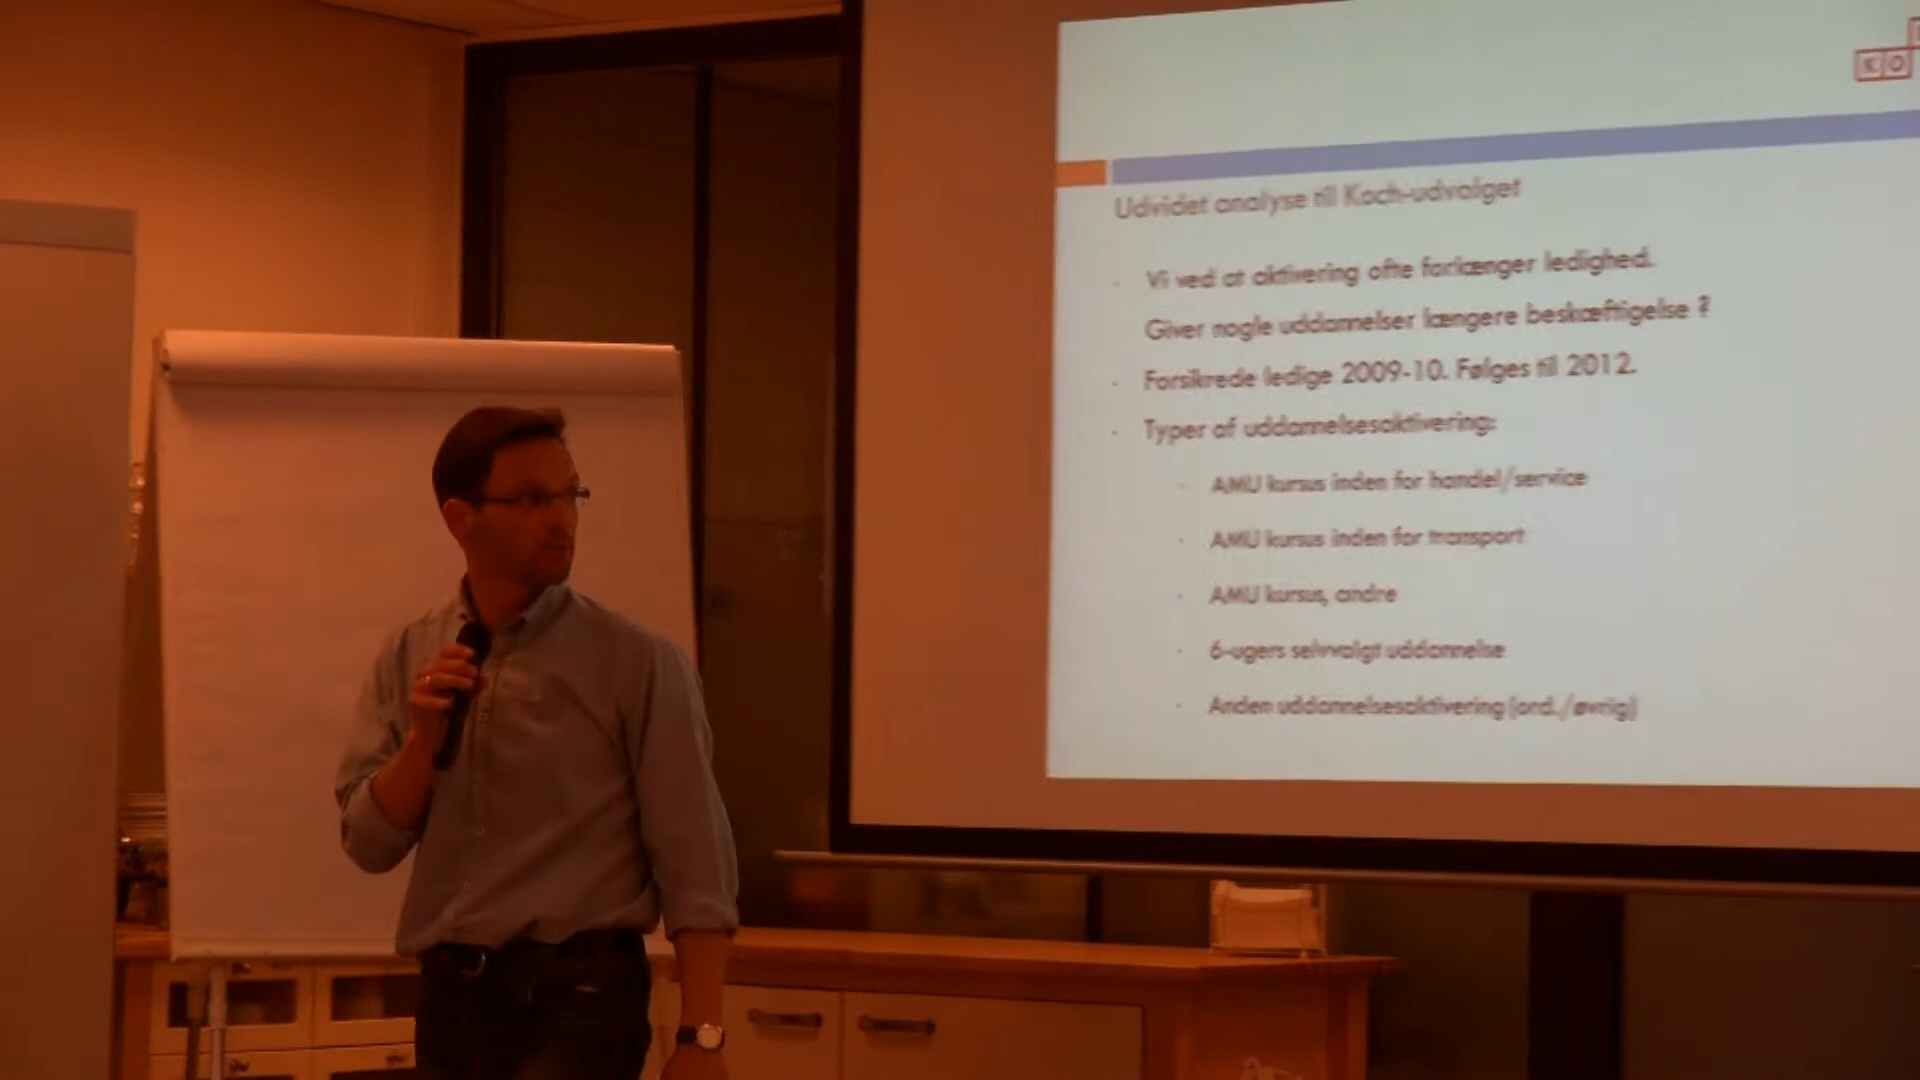 KO
Udvidet analyse til Koch-udvalget
Vi ved at aktivering ofte forlænger ledighed.
Giver nogle uddannelser længere beskæftigelse ?
Forsikrede ledige 2009-10. Følges til 2012.
Typer af uddannelsesaktivering:
AMU kursus inden for handel/service
AMU kursus inden for transport
AMU kursus, andre
6-ugers selvvalgt uddannelse
Anden uddannelsesaktivering (ord./øvrig)